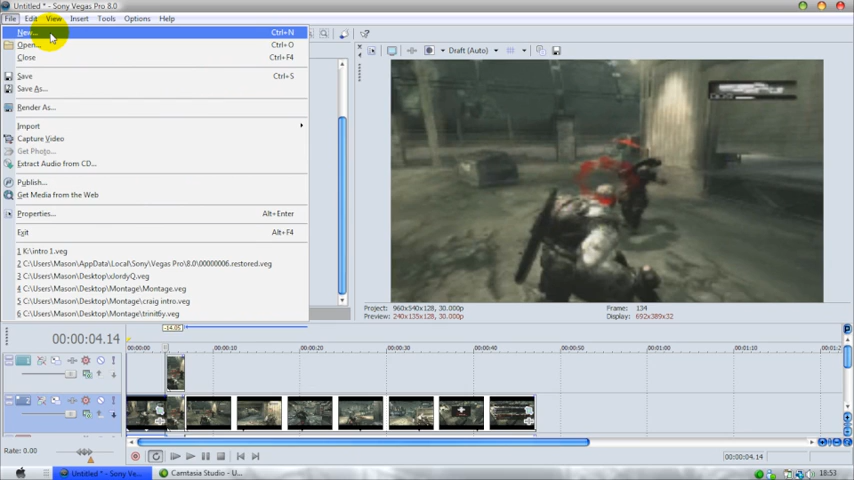 Untitled * - Sony Vegas Pro 8.0
File Edit View Insert Tools Options Help
New... Ctrl+N
Open... Ctrl+O
Close Ctrl+F4
Save Ctrl+S
Save As...
Render As...
Import
Capture Video
Get Photo...
Extract Audio from CD...
Publish...
Get Media from the Web
Properties... Alt+Enter
Exit Alt+F4
1 K:\intro 1.veg
2 C:\Users\Mason\AppData\Local\Sony\Vegas Pro\8.0\00000006.restored.veg
3 C:\Users\Mason\Desktop\xJordyQ.veg
4 C:\Users\Mason\Desktop\Montage\Montage.veg
5 C:\Users\Mason\Desktop\Montage\craig intro.veg
6 C:\Users\Mason\Desktop\Montage\trinit6y.veg
Draft (Auto)
Project: 960x540x128, 30.000p
Preview: 240x135x128, 30.000p
Frame: 134
Display: 692x389x32
-14.05
00:00:04.14
00:00:00 00:00:10 00:00:20 00:00:30 00:00:40 00:00:50 00:01:00 00:01:10 00:01:2
Rate: 0.00
00:00:04.14
Untitled * - Sony Ve...
Camtasia Studio - U...
18:53